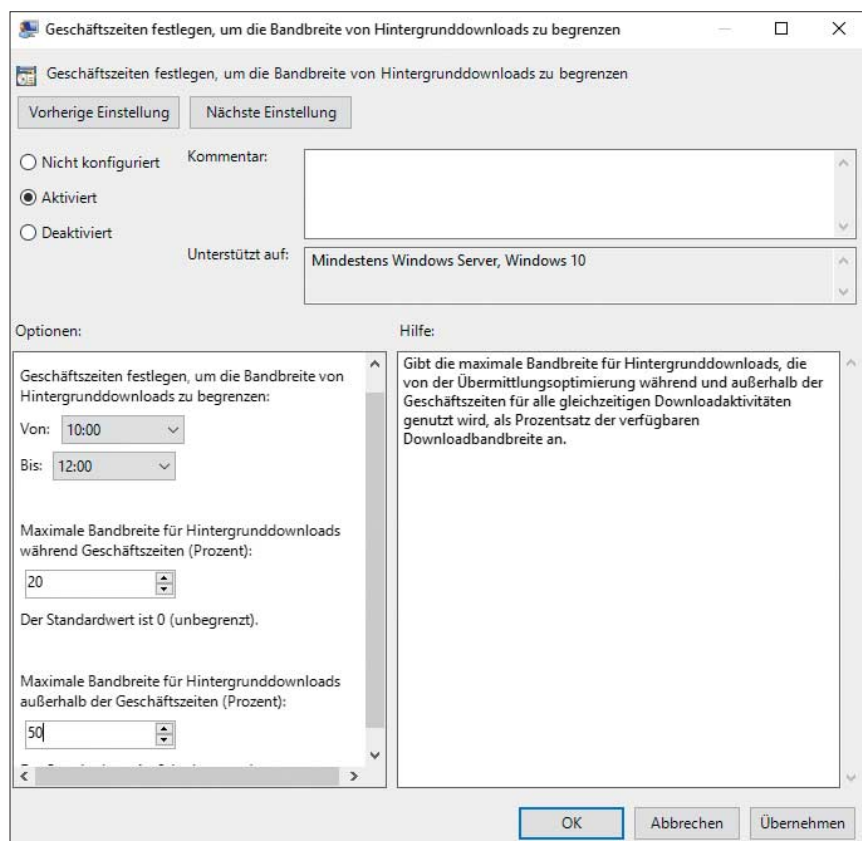 Geschäftszeiten festlegen, um die Bandbreite von Hintergrunddownloads zu begrenzen
Geschäftszeiten festlegen, um die Bandbreite von Hintergrunddownloads zu begrenzen
Vorherige Einstellung
Nächste Einstellung
Nicht konfiguriert
Kommentar:
Aktiviert
Deaktiviert
Unterstützt auf:
Mindestens Windows Server, Windows 10
Optionen:
Hilfe:
Geschäftszeiten festlegen, um die Bandbreite von
Hintergrunddownloads zu begrenzen:
Von: 10:00
Bis: 12:00
Maximale Bandbreite für Hintergrunddownloads
während Geschäftszeiten (Prozent):
20
Der Standardwert ist 0 (unbegrenzt).
Maximale Bandbreite für Hintergrunddownloads
außerhalb der Geschäftszeiten (Prozent):
50
Gibt die maximale Bandbreite für Hintergrunddownloads, die
von der Übermittlungsoptimierung während und außerhalb der
Geschäftszeiten für alle gleichzeitigen Downloadaktivitäten
genutzt wird, als Prozentsatz der verfügbaren
Downloadbandbreite an.
OK
Abbrechen
Übernehmen